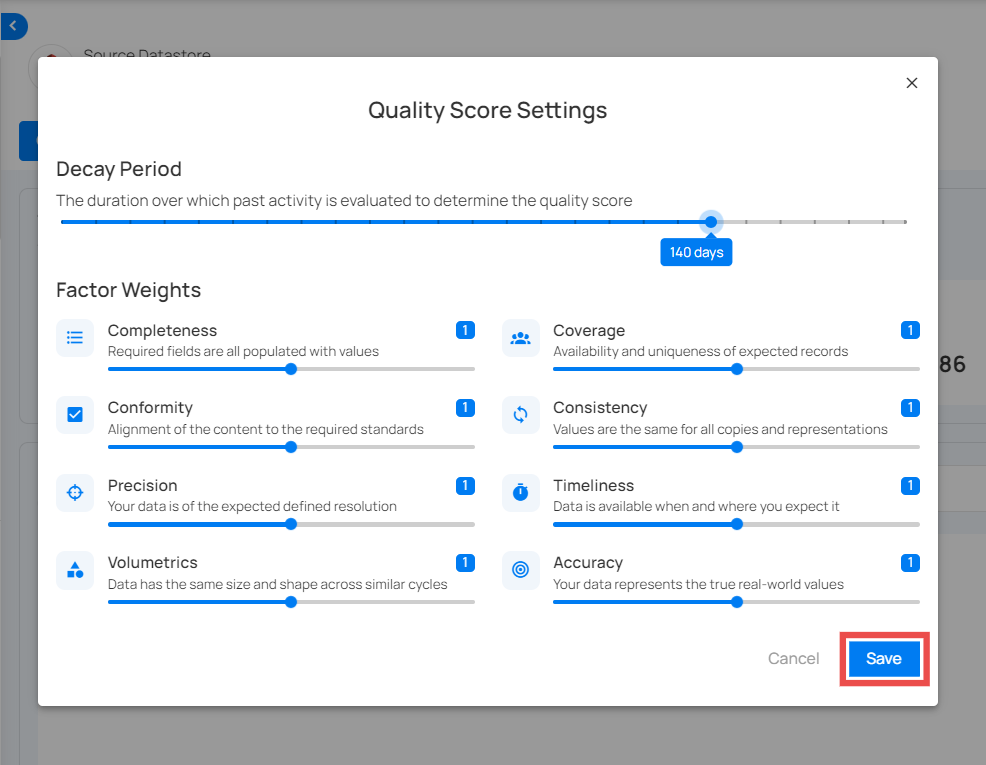 Source Datastore
Quality Score Settings
Decay Period
The duration over which past activity is evaluated to determine the quality score
140 days
Factor Weights
Completeness 1
Required fields are all populated with values
Coverage 1
Availability and uniqueness of expected records
86
Conformity 1
Alignment of the content to the required standards
Consistency 1
Values are the same for all copies and representations
Precision 1
Your data is of the expected defined resolution
Timeliness 1
Data is available when and where you expect it
Volumetrics 1
Data has the same size and shape across similar cycles
Accuracy 1
Your data represents the true real-world values
Cancel
Save